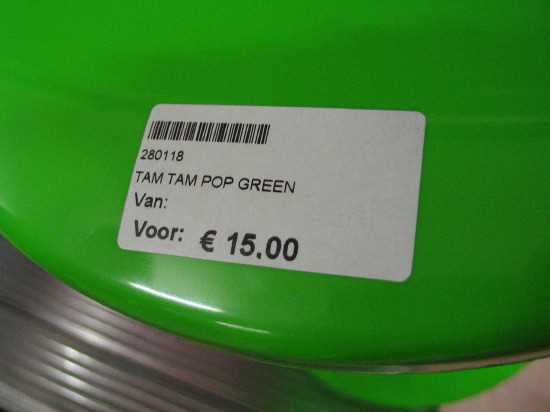 280118
TAM TAM POP GREEN
Van:
Voor: € 15.00